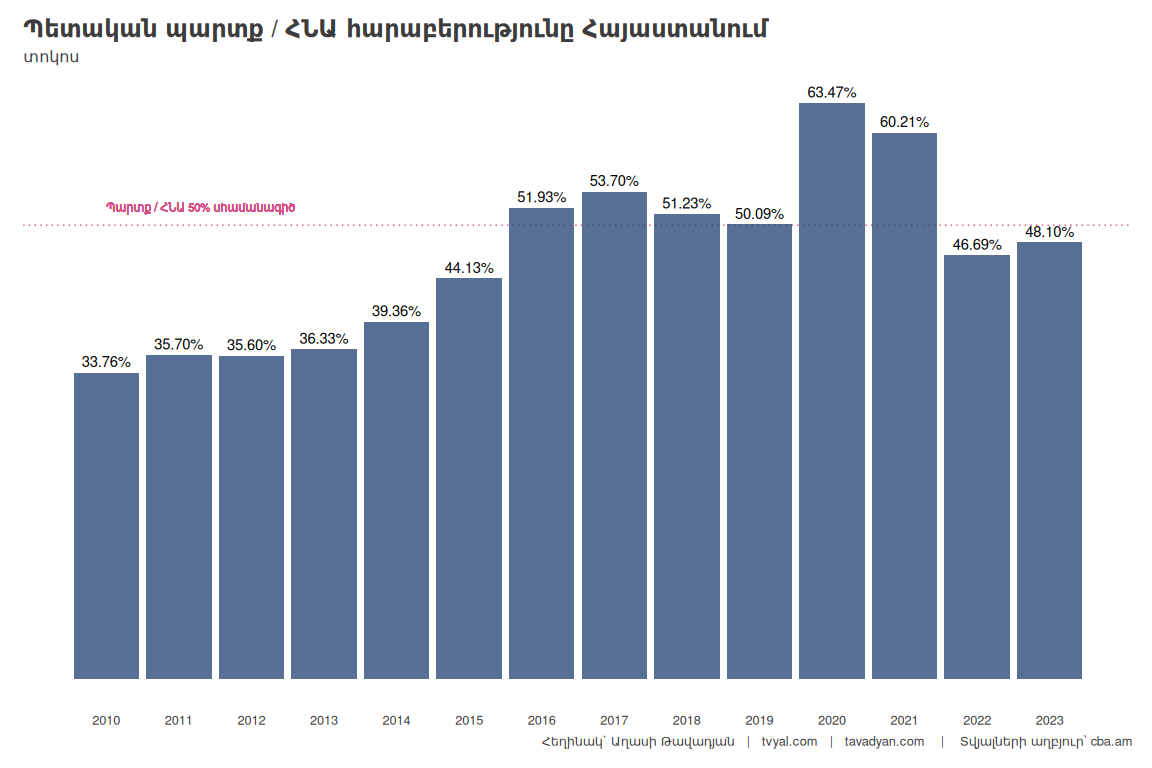 Պետական պարտք / ՀՆԱ հարաբերությունը Հայաստանում
տոկոս
63.47%
60.21%
53.70%
51.93%
Պարտք / ՀՆԱ 50% սհամանագիծ
51.23%
50.09%
48.10%
46.69%
44.13%
39.36%
36.33%
35.70%
35.60%
33.76%
2010 2011 2012 2013 2014 2015 2016 2017 2018 2019 2020 2021 2022 2023
Հեղինակ՝ Աղասի Թավադյան | tvyal.com | tavadyan.com | Տվյալների աղբյուր՝ cba.am